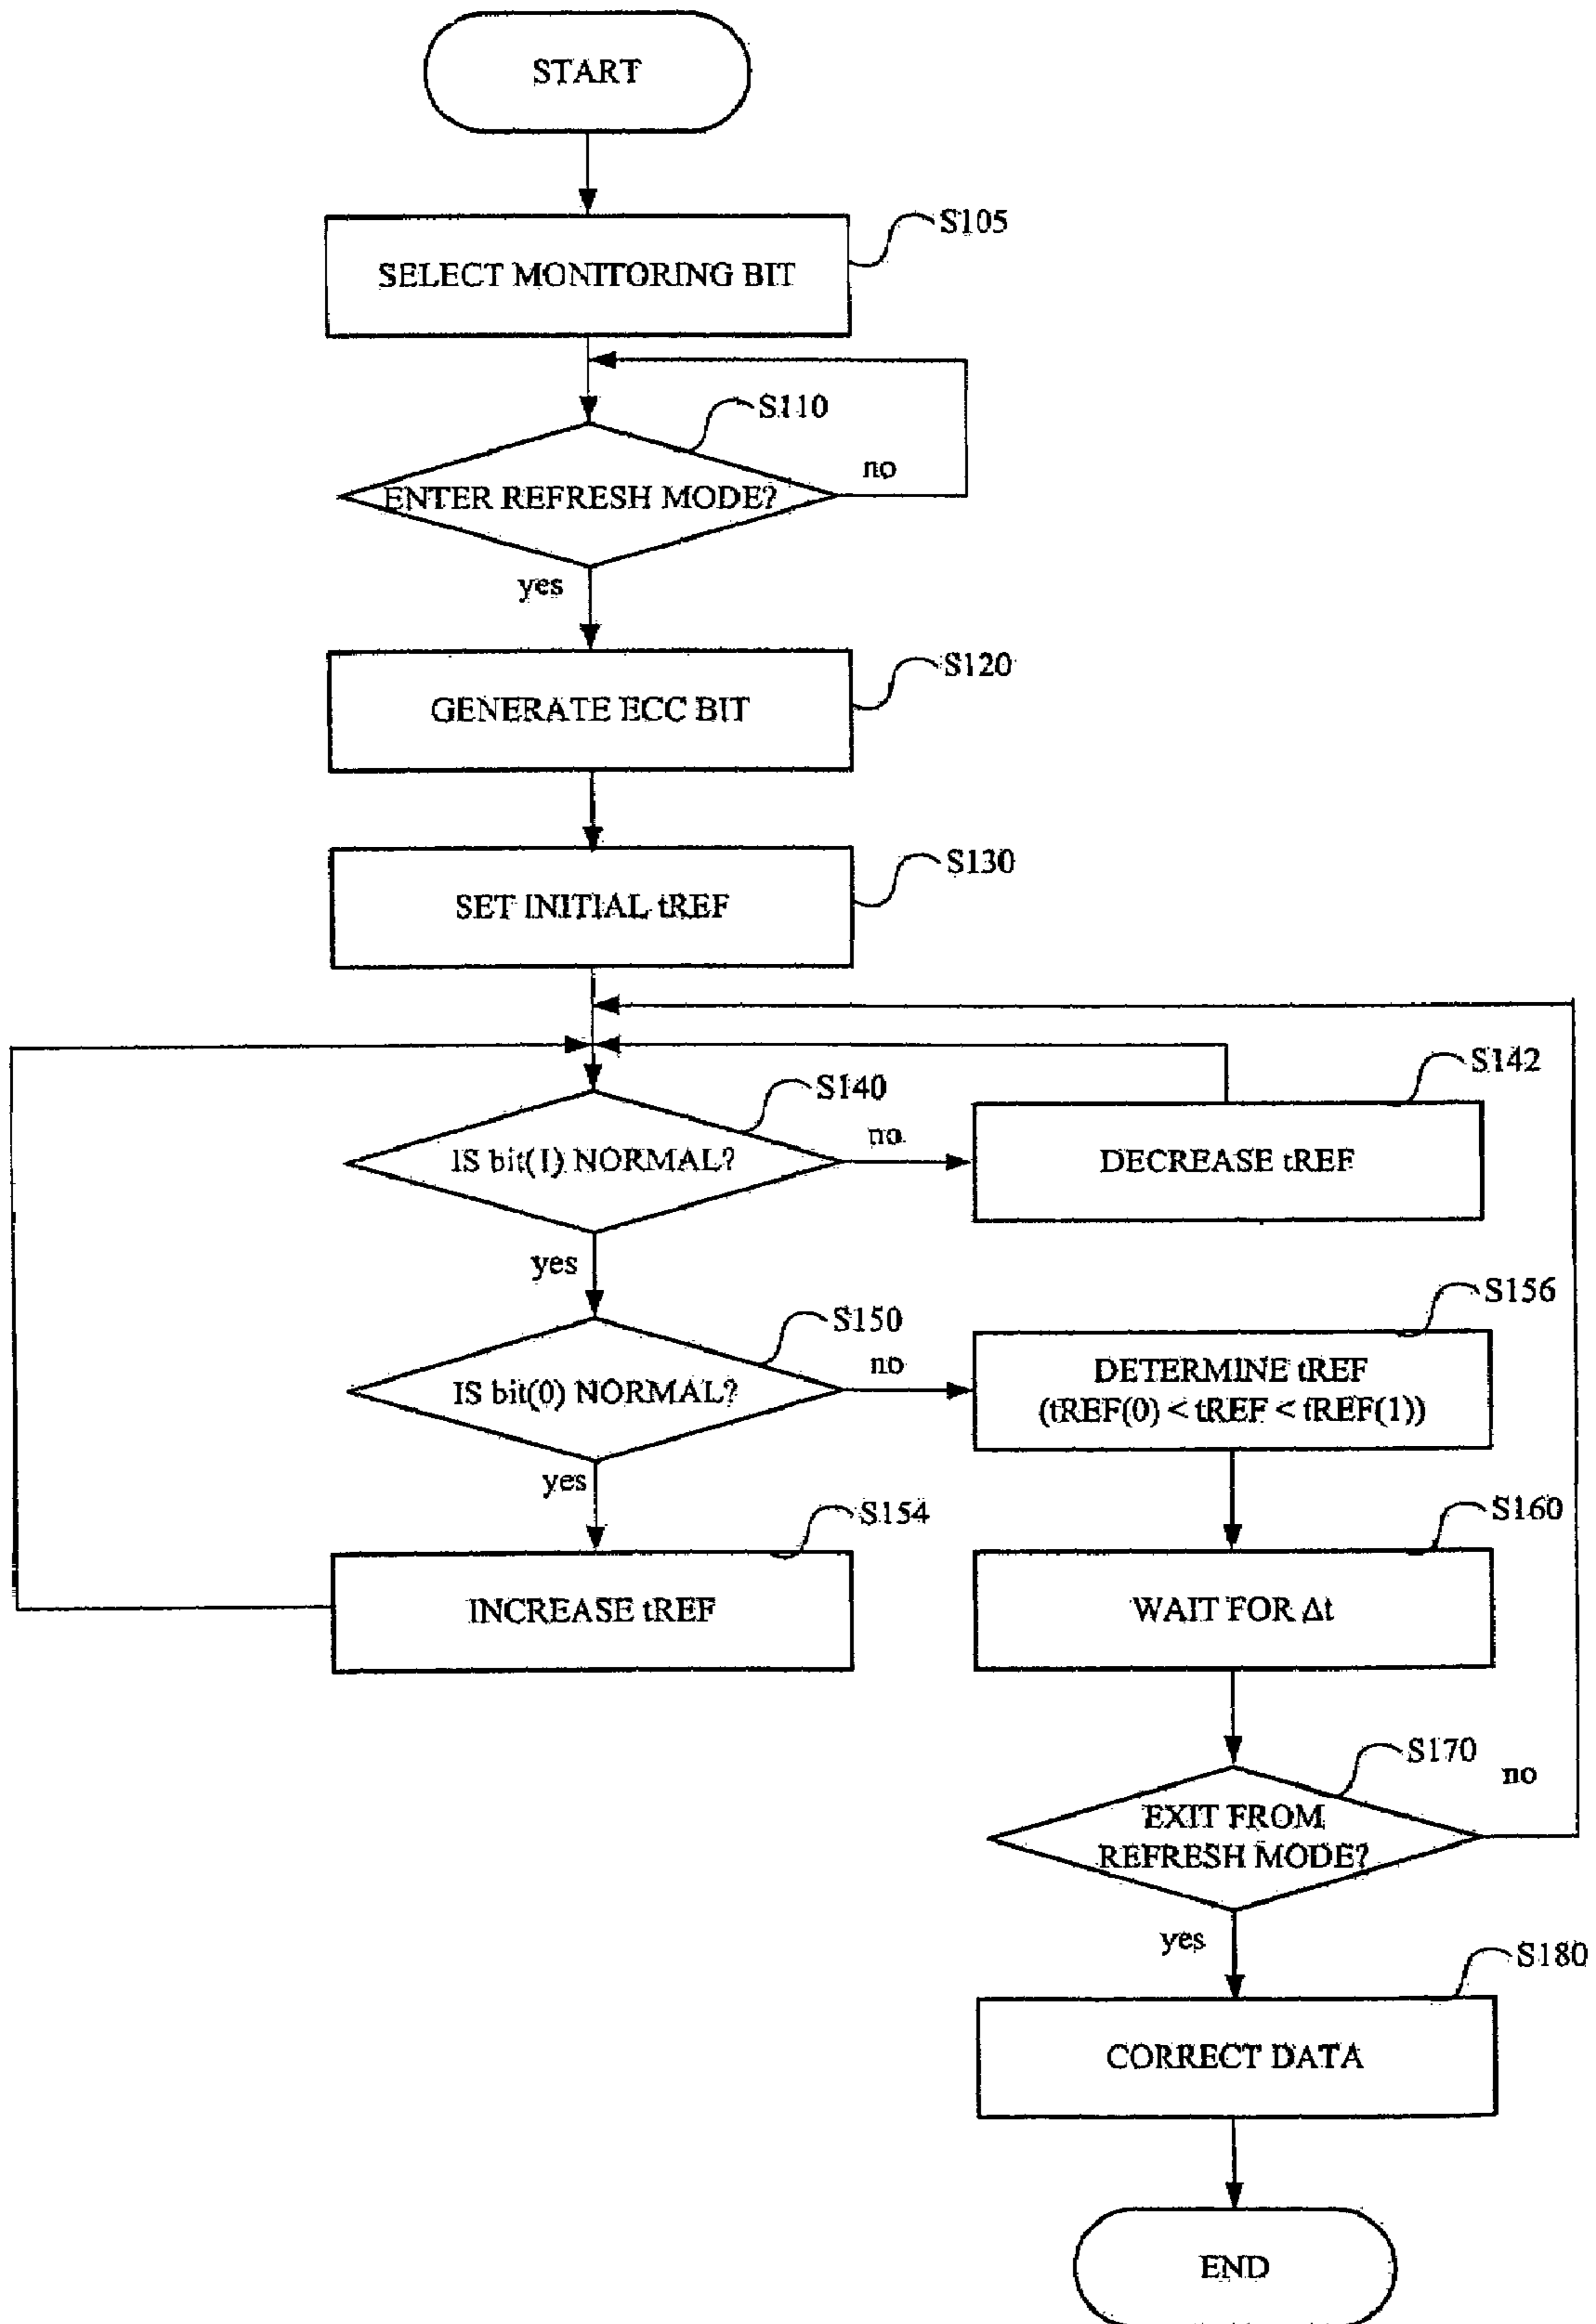 START
S105
SELECT MONITORING BIT
S110
ENTER REFRESH MODE?
no
yes
S120
GENERATE ECC BIT
S130
SET INITIAL tREF
S140
IS bit(1) NORMAL?
no
S142
DECREASE tREF
yes
S150
IS bit(0) NORMAL?
no
S156
DETERMINE tREF
(tREF(0) < tREF < tREF(1))
yes
S154
INCREASE tREF
S160
WAIT FOR Δt
S170
EXIT FROM
REFRESH MODE?
no
yes
S180
CORRECT DATA
END